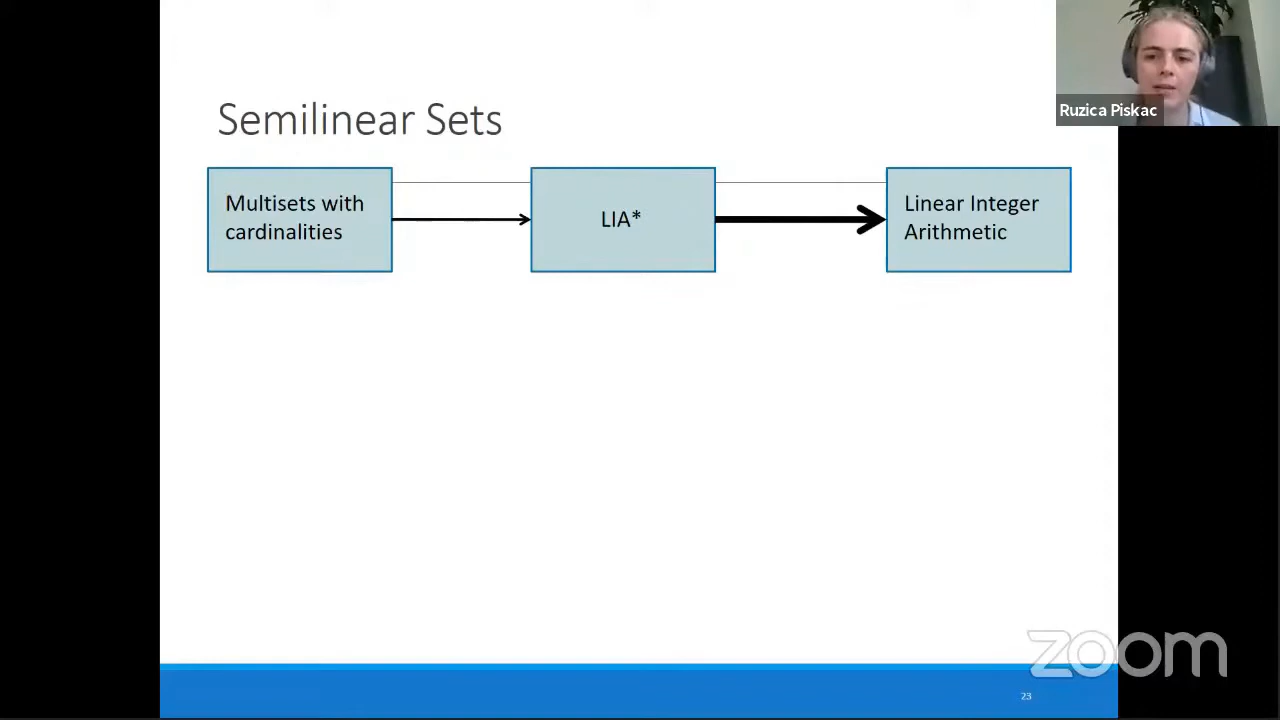 Ruzica Piskac
Semilinear Sets
Multisets with
cardinalities
LIA*
Linear Integer
Arithmetic
zoom
23